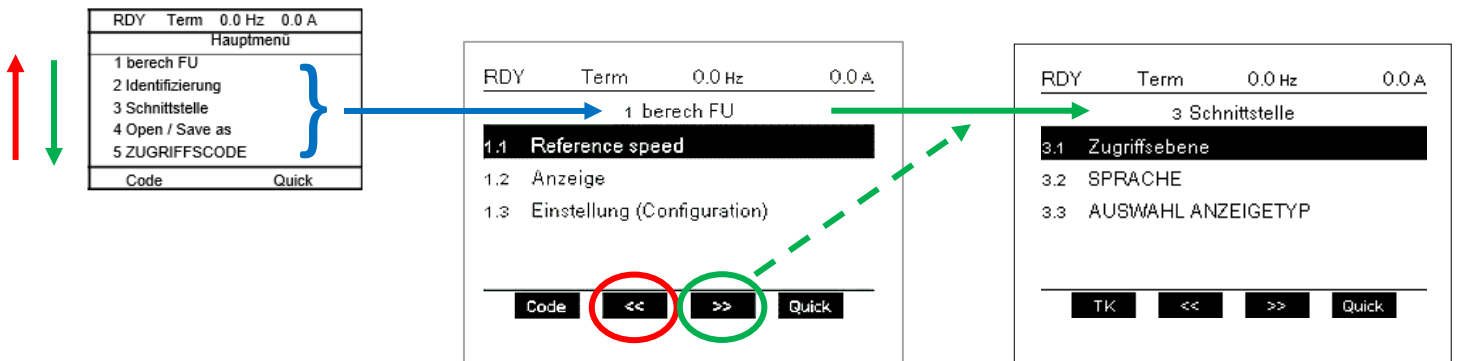 RDY Term 0.0 Hz 0.0 A
Hauptmenü
1 berech FU
2 Identifizierung
3 Schnittstelle
4 Open / Save as
5 ZUGRIFFSCODE
Code Quick
RDY Term 0.0 Hz 0.0 A
1 berech FU
1.1 Reference speed
1.2 Anzeige
1.3 Einstellung (Configuration)
Code << >> Quick
RDY Term 0.0 Hz 0.0 A
3 Schnittstelle
3.1 Zugriffsebene
3.2 SPRACHE
3.3 AUSWAHL ANZEIGETYP
TK << >> Quick